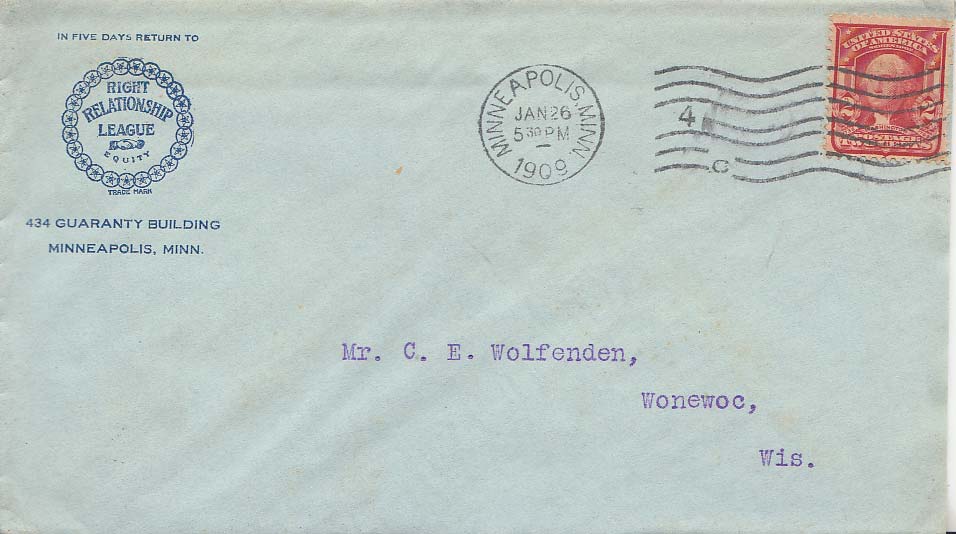 IN FIVE DAYS RETURN TO
RIGHT
RELATIONSHIP
LEAGUE
EQUITY
TRADE MARK
434 GUARANTY BUILDING
MINNEAPOLIS, MINN.
MINNEAPOLIS, MINN.
JAN 26
5 30 PM
1909
4
C
UNITED STATES
OF AMERICA
2 2
Mr. C. E. Wolfenden,
Wonewoc,
Wis.